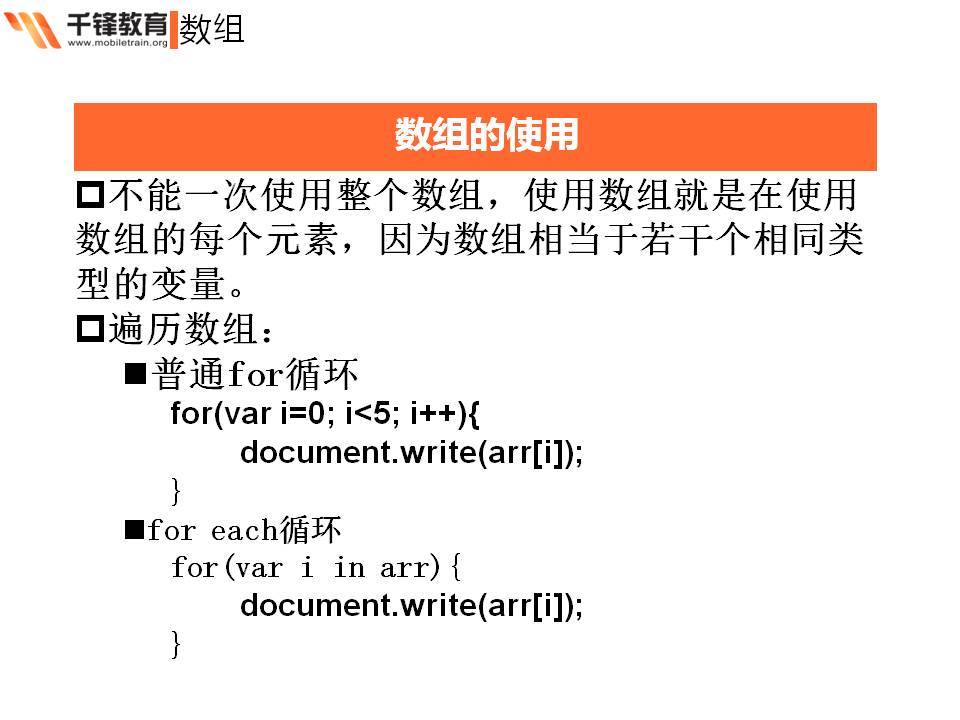 千锋教育 数组
www.mobiletrain.org
数组的使用
不能一次使用整个数组，使用数组就是在使用
数组的每个元素，因为数组相当于若干个相同类
型的变量。
遍历数组：
普通for循环
for(var i=0; i<5; i++){
document.write(arr[i]);
}
for each循环
for(var i in arr){
document.write(arr[i]);
}